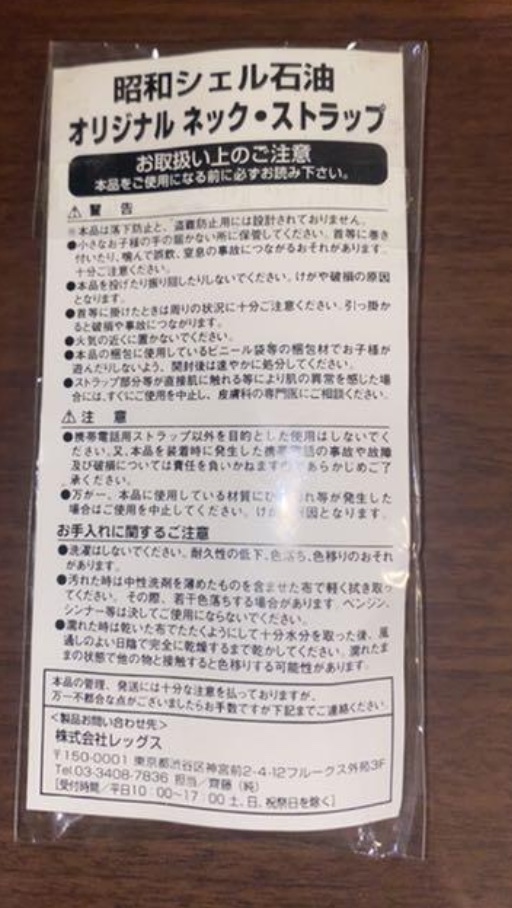 昭和シェル石油
オリジナル ネック・ストラップ
お取扱い上のご注意
本品をご使用になる前に必ずお読み下さい。
⚠警 告
※本品は落下防止と、盗難防止用には設計されておりません。
●小さなお子様の手の届かない所に保管してください。首等に巻き
付いたり、噛んで誤飲、窒息の事故につながるおそれがあります。
十分ご注意ください。
●本品を投げたり振り回したりしないでください。けがや破損の原因
となります。
●首等に掛けたときは周りの状況に十分ご注意ください。引っ掛か
ると破損や事故につながります。
●火気の近くに置かないでください。
●本品の梱包に使用しているビニール袋等の梱包材でお子様が
遊んだりしないよう、開封後は速やかに処分してください。
●ストラップ部分等が直接肌に触れる等により肌の異常を感じた場
合には、すぐにご使用を中止し、皮膚科の専門医にご相談ください。
⚠注 意
●携帯電話用ストラップ以外を目的とした使用はしないでく
ださい。又、本品を装着時に発生した携帯電話の事故や故障
及び破損については責任を負いかねますのであらかじめご了
承ください。
●万が一、本品に使用している材質にひ れ等が発生した
場合はご使用を中止してください。けが 因となります。
お手入れに関するご注意
●洗濯はしないでください。耐久性の低下、色落ち、色移りのおそれ
があります。
●汚れた時は中性洗剤を薄めたものを含ませた布で軽く拭き取っ
てください。その際、若干色落ちする場合があります。ベンジン、
シンナー等は決してご使用にならないでください。
●濡れた時は乾いた布でたたくようにして十分水分を取った後、風
通しのよい日陰で完全に乾燥するまで乾かしてください。濡れたま
まの状態で他の物と接触すると色移りする可能性があります。
本品の管理、発送には十分な注意を払っておりますが、
万一不都合な点がございましたらお手数ですが下記までご連絡ください。
<製品お問い合わせ先>
株式会社レッグス
〒150-0001 東京都渋谷区神宮前2-4-12フルークス外苑3F
Tel.03-3408-7836 担当/齊藤（純）
[受付時間／平日10：00～17：00 土、日、祝祭日を除く]